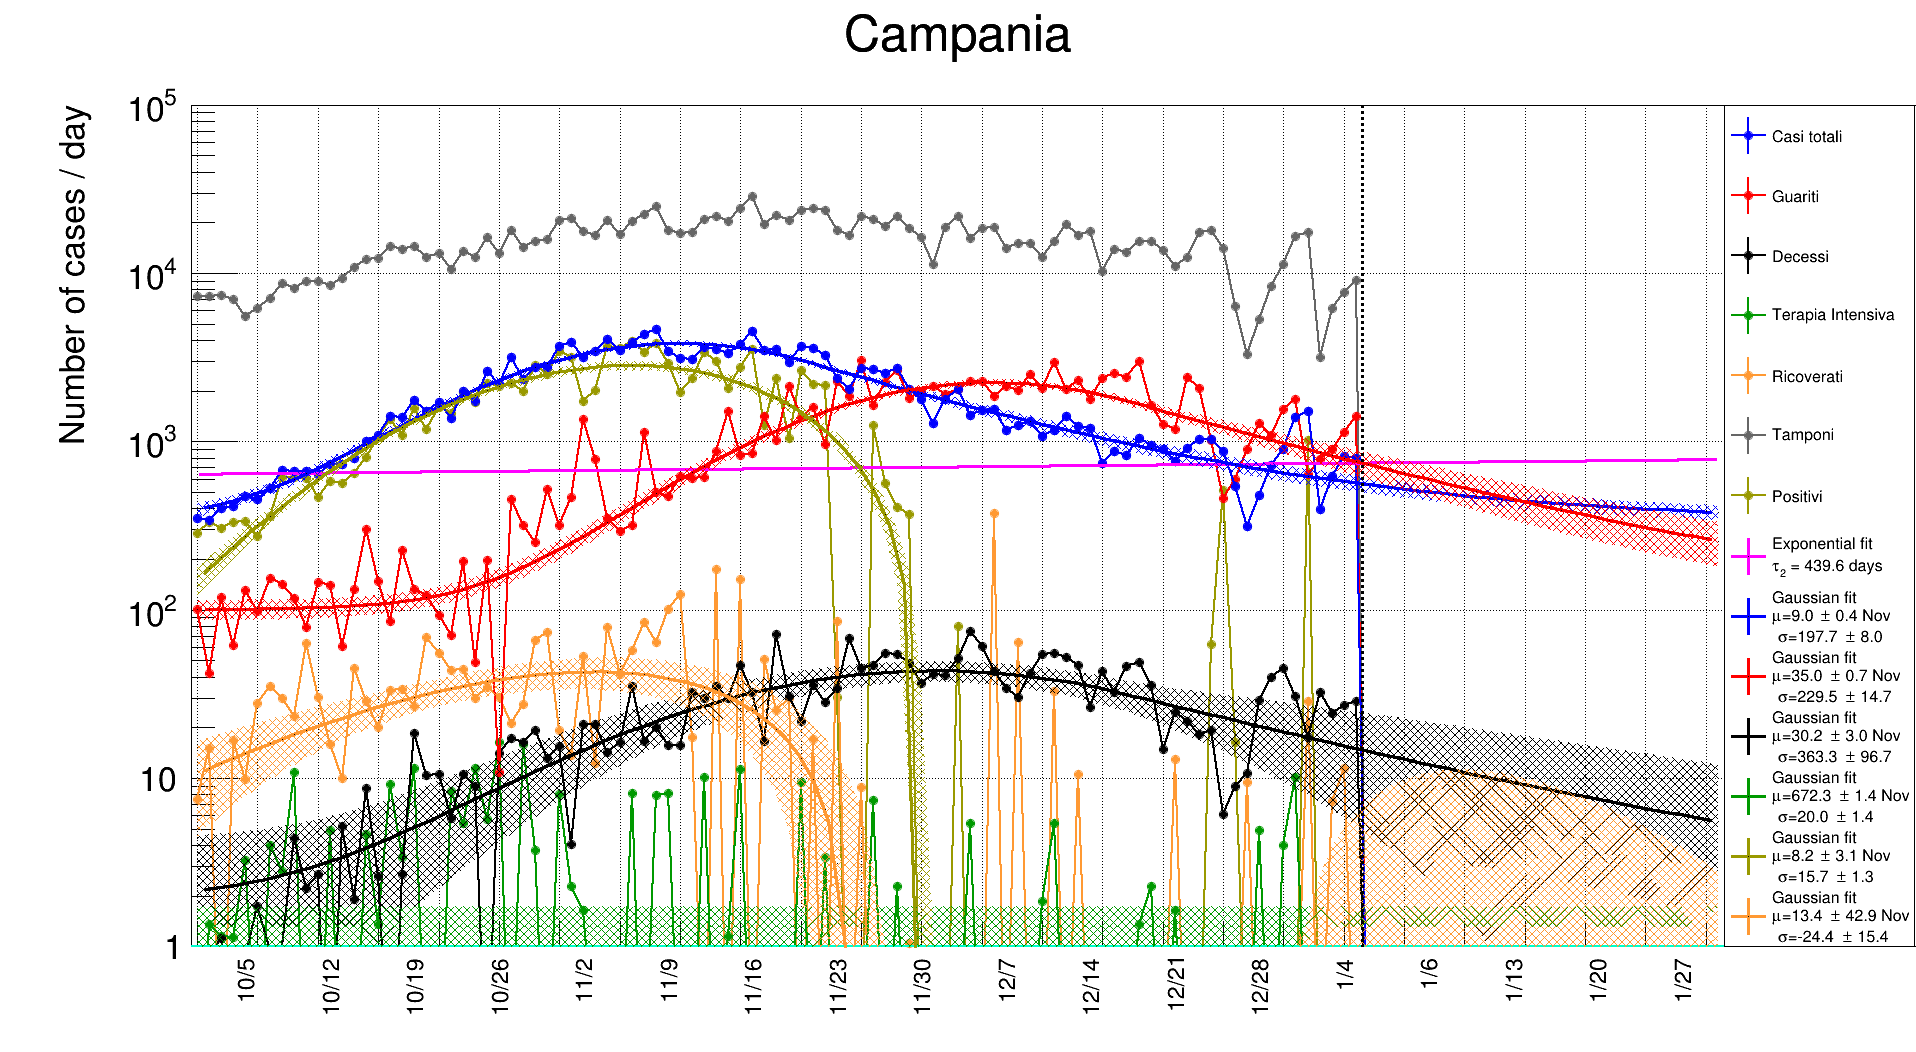 Campania
Number of cases / day
10^5
10^4
10^3
10^2
10
1
10/5
10/12
10/19
10/26
11/2
11/9
11/16
11/23
11/30
12/7
12/14
12/21
12/28
1/4
1/6
1/13
1/20
1/27
Casi totali
Guariti
Decessi
Terapia Intensiva
Ricoverati
Tamponi
Positivi
Exponential fit
τ₂ = 439.6 days
Gaussian fit
μ=9.0 ± 0.4 Nov
σ=197.7 ± 8.0
Gaussian fit
μ=35.0 ± 0.7 Nov
σ=229.5 ± 14.7
Gaussian fit
μ=30.2 ± 3.0 Nov
σ=363.3 ± 96.7
Gaussian fit
μ=672.3 ± 1.4 Nov
σ=20.0 ± 1.4
Gaussian fit
μ=8.2 ± 3.1 Nov
σ=15.7 ± 1.3
Gaussian fit
μ=13.4 ± 42.9 Nov
σ=-24.4 ± 15.4